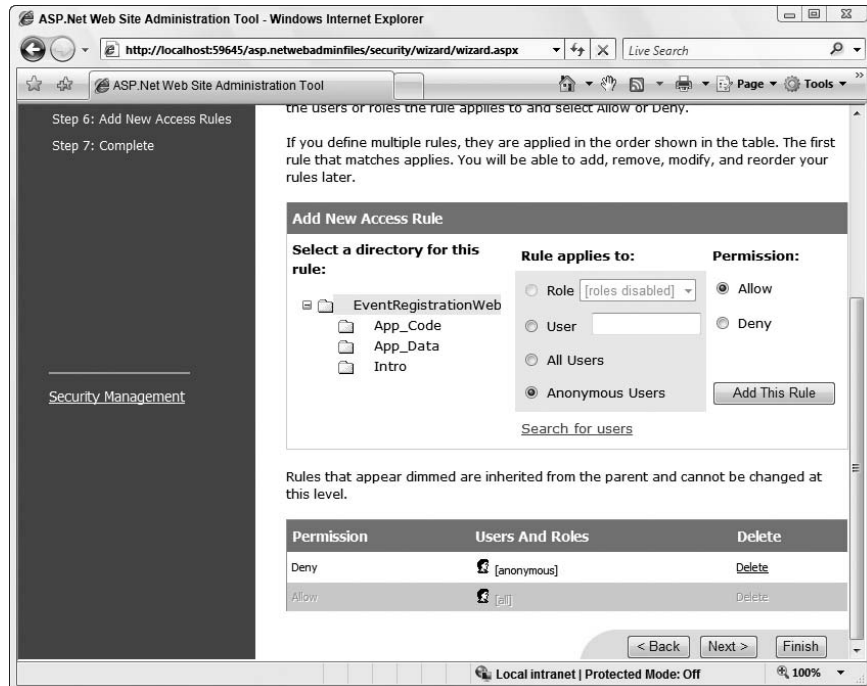 ASP.Net Web Site Administration Tool - Windows Internet Explorer
http://localhost:59645/asp.netwebadminfiles/security/wizard/wizard.aspx
Live Search
ASP.Net Web Site Administration Tool
Page
Tools
Step 6: Add New Access Rules
Step 7: Complete
Security Management
the users or roles the rule applies to and select Allow or Deny.
If you define multiple rules, they are applied in the order shown in the table. The first
rule that matches applies. You will be able to add, remove, modify, and reorder your
rules later.
Add New Access Rule
Select a directory for this
rule:
EventRegistrationWeb
App_Code
App_Data
Intro
Rule applies to:
Role [roles disabled]
User
All Users
Anonymous Users
Search for users
Permission:
Allow
Deny
Add This Rule
Rules that appear dimmed are inherited from the parent and cannot be changed at
this level.
Permission Users And Roles Delete
Deny [anonymous] Delete
Allow [all] Delete
< Back Next > Finish
Local intranet | Protected Mode: Off 100%